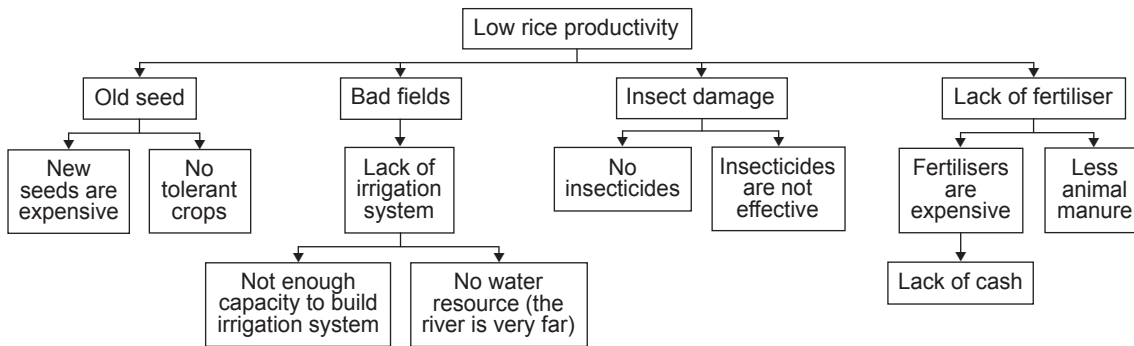 Low rice productivity
Old seed
Bad fields
Insect damage
Lack of fertiliser
New
seeds are
expensive
No
tolerant
crops
Lack of
irrigation
system
No
insecticides
Insecticides
are not
effective
Fertilisers
are
expensive
Less
animal
manure
Not enough
capacity to build
irrigation system
No water
resource (the
river is very far)
Lack of cash